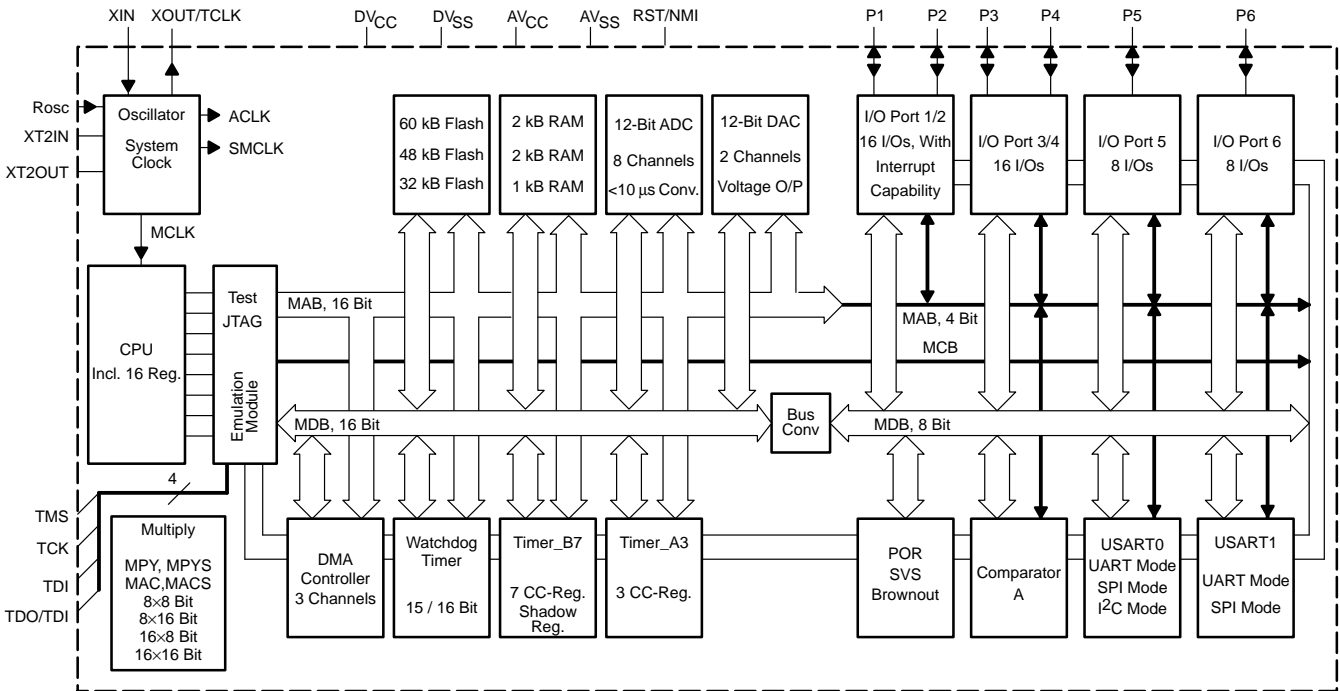 XIN
XOUT/TCLK
DVCC
DVSS
AVCC
AVSS
RST/NMI
P1
P2
P3
P4
P5
P6
Rosc
XT2IN
XT2OUT
Oscillator
System
Clock
ACLK
SMCLK
MCLK
60 kB Flash
48 kB Flash
32 kB Flash
2 kB RAM
2 kB RAM
1 kB RAM
12-Bit ADC
8 Channels
<10 μs Conv.
12-Bit DAC
2 Channels
Voltage O/P
I/O Port 1/2
16 I/Os, With
Interrupt
Capability
I/O Port 3/4
16 I/Os
I/O Port 5
8 I/Os
I/O Port 6
8 I/Os
CPU
Incl. 16 Reg.
Test
JTAG
Emulation
Module
MAB, 16 Bit
MAB, 4 Bit
MCB
MDB, 16 Bit
Bus
Conv
MDB, 8 Bit
4
TMS
TCK
TDI
TDO/TDI
Multiply
MPY, MPYS
MAC,MACS
8×8 Bit
8×16 Bit
16×8 Bit
16×16 Bit
DMA
Controller
3 Channels
Watchdog
Timer
15 / 16 Bit
Timer_B7
7 CC-Reg.
Shadow
Reg.
Timer_A3
3 CC-Reg.
POR
SVS
Brownout
Comparator
A
USART0
UART Mode
SPI Mode
I²C Mode
USART1
UART Mode
SPI Mode